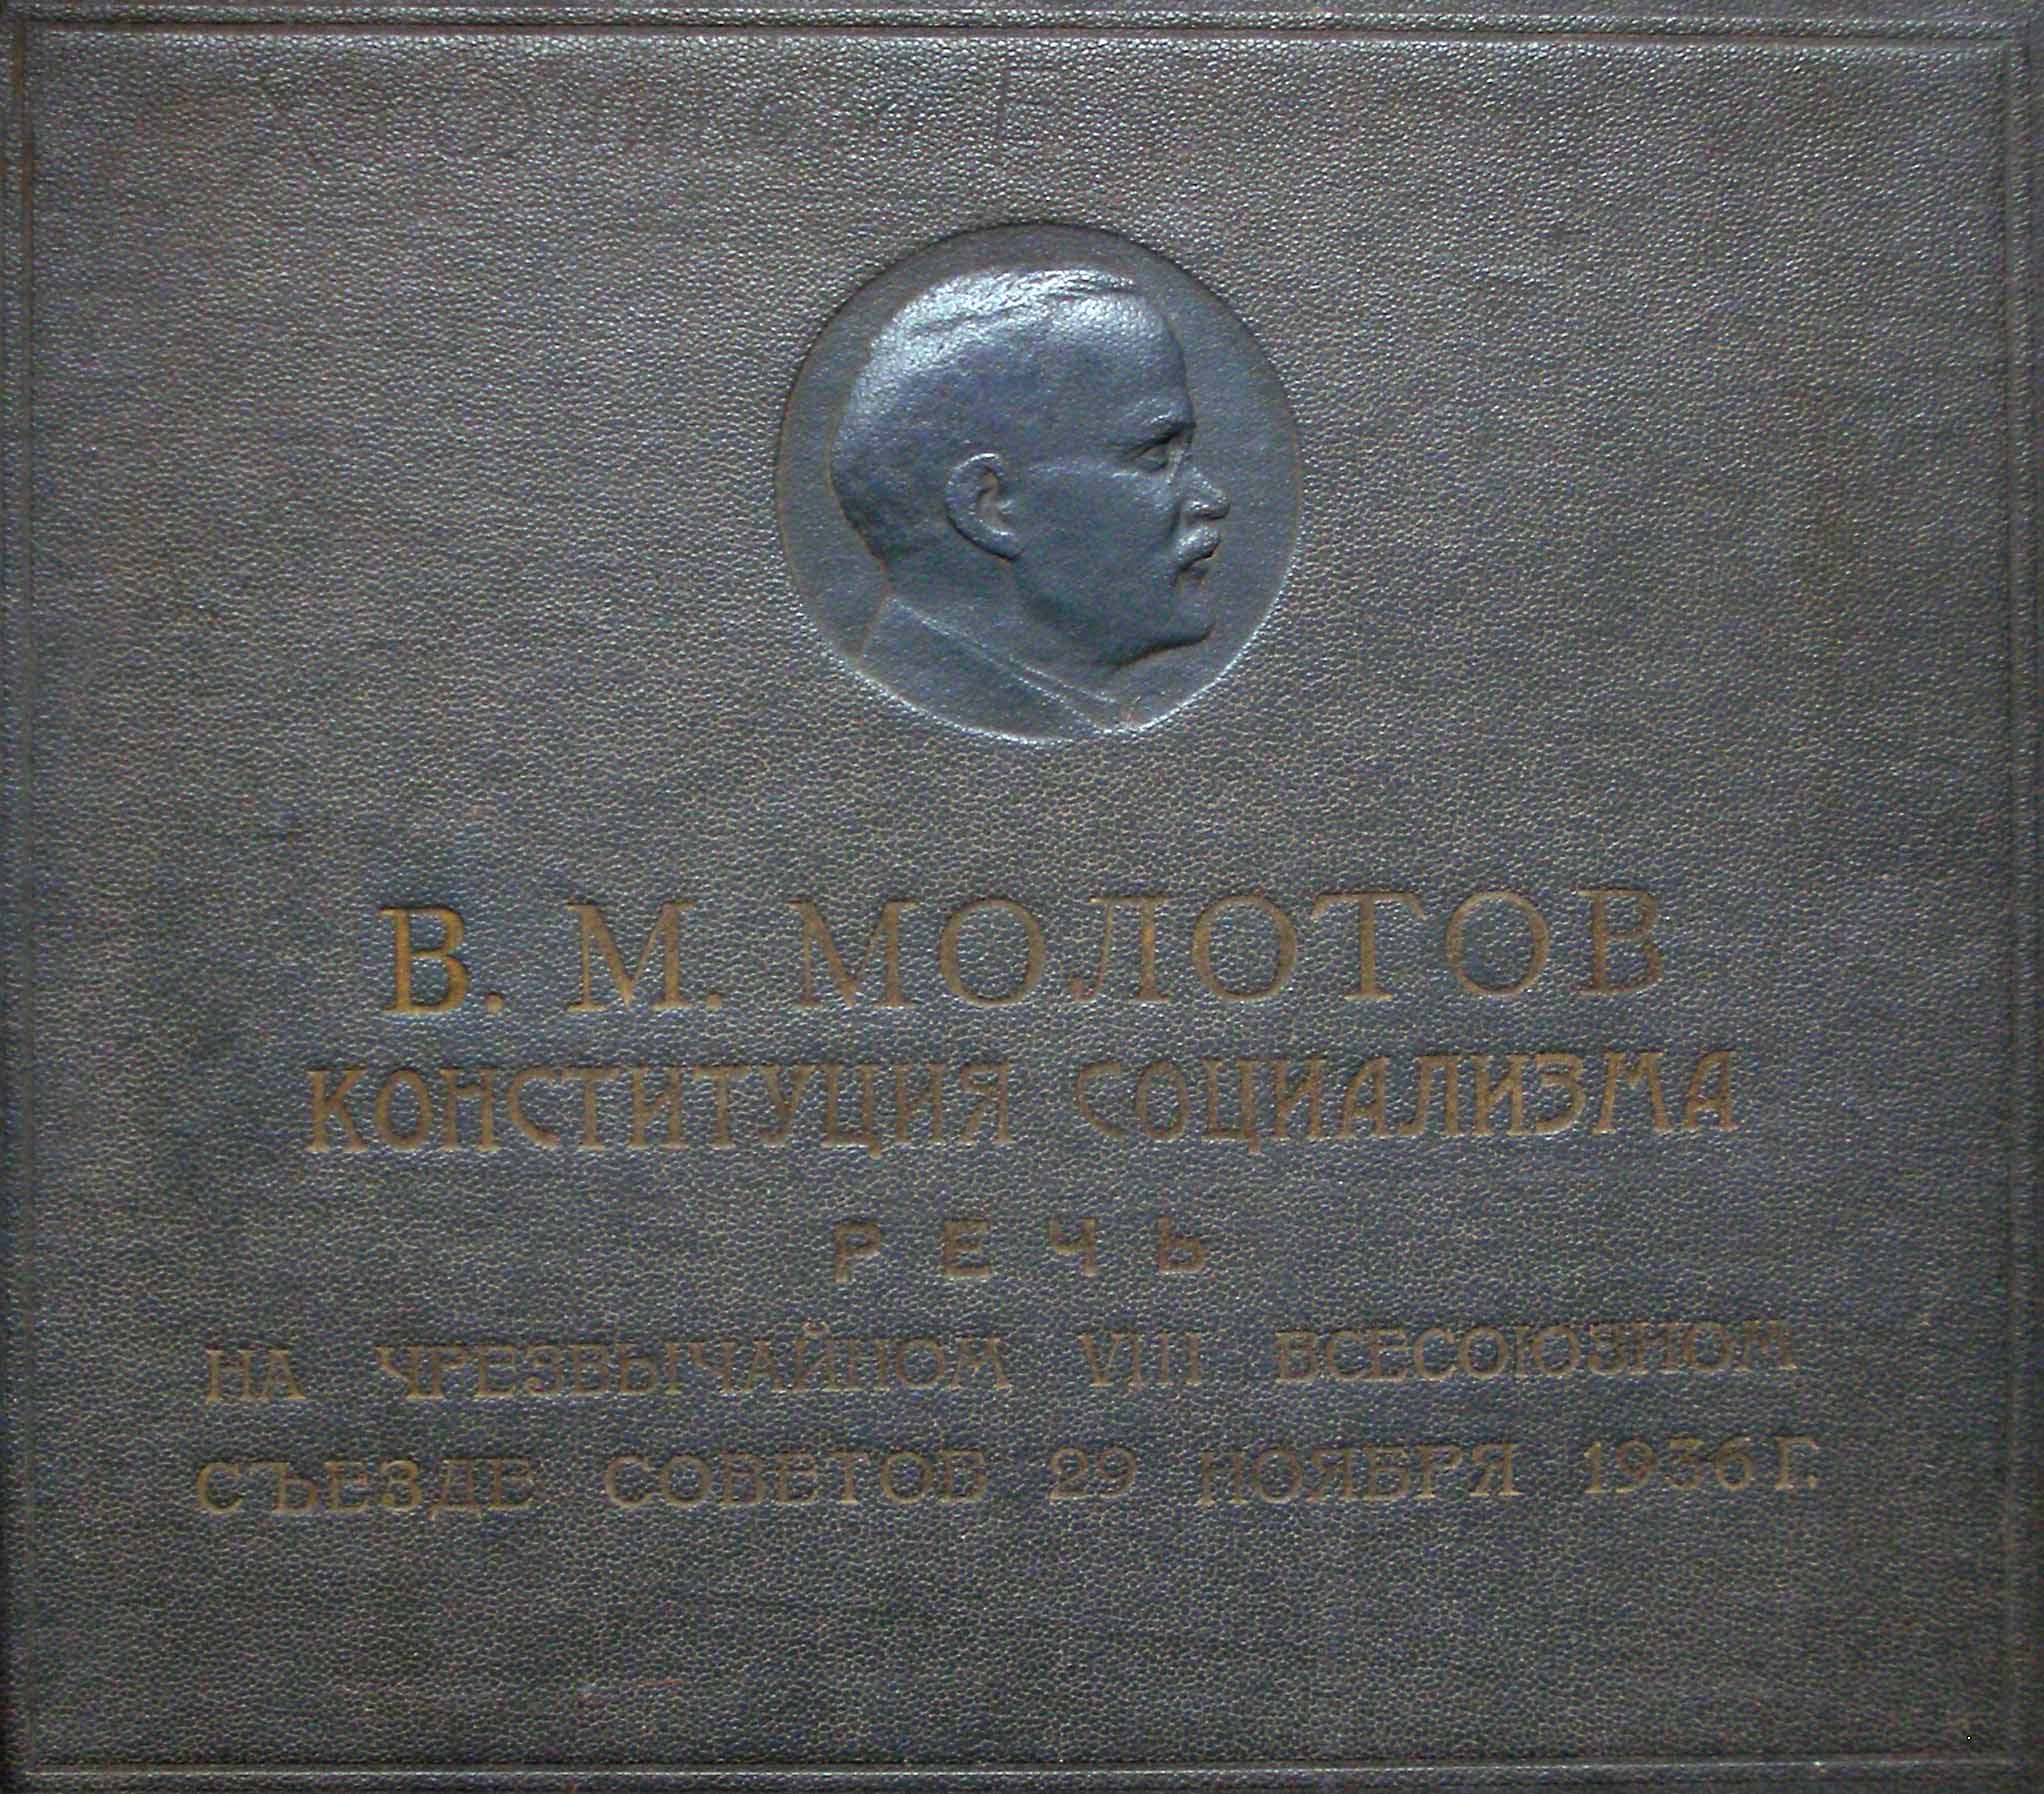 В. М. МОЛОТОВ
КОНСТИТУЦИЯ СОЦИАЛИЗМА
РЕЧЬ
НА ЧРЕЗВЫЧАЙНОМ VIII ВСЕСОЮЗНОМ
СЪЕЗДЕ СОВЕТОВ 29 НОЯБРЯ 1936 Г.